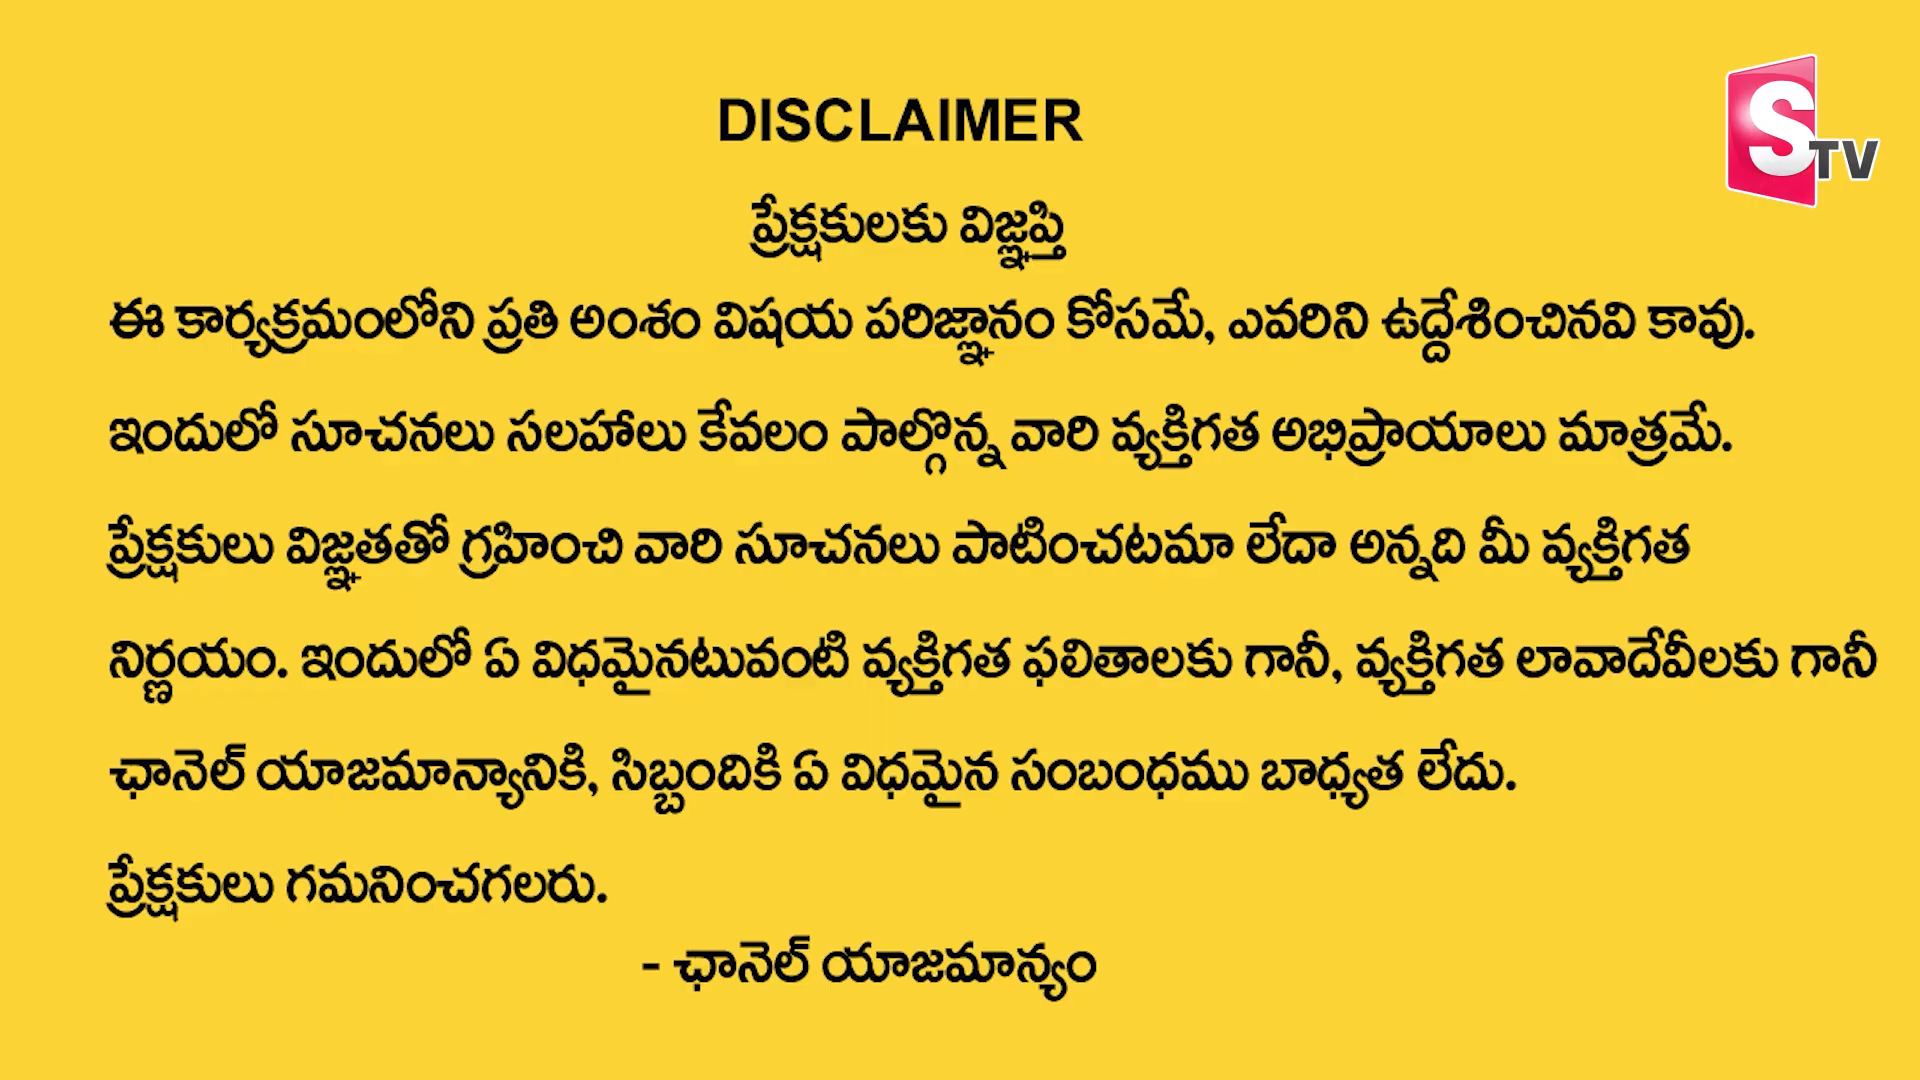 DISCLAIMER
STV
ప్రేక్షకులకు విజ్ఞప్తి
ఈ కార్యక్రమంలోని ప్రతి అంశం విషయ పరిజ్ఞానం కోసమే, ఎవరిని ఉద్దేశించినవి కావు.
ఇందులో సూచనలు సలహాలు కేవలం పాల్గొన్న వారి వ్యక్తిగత అభిప్రాయాలు మాత్రమే.
ప్రేక్షకులు విజ్ఞతతో గ్రహించి వారి సూచనలు పాటించటమా లేదా అన్నది మీ వ్యక్తిగత
నిర్ణయం. ఇందులో ఏ విధమైనటువంటి వ్యక్తిగత ఫలితాలకు గానీ, వ్యక్తిగత లావాదేవీలకు గానీ
ఛానెల్ యాజమాన్యానికి, సిబ్బందికి ఏ విధమైన సంబంధము బాధ్యత లేదు.
ప్రేక్షకులు గమనించగలరు.
- ఛానెల్ యాజమాన్యం